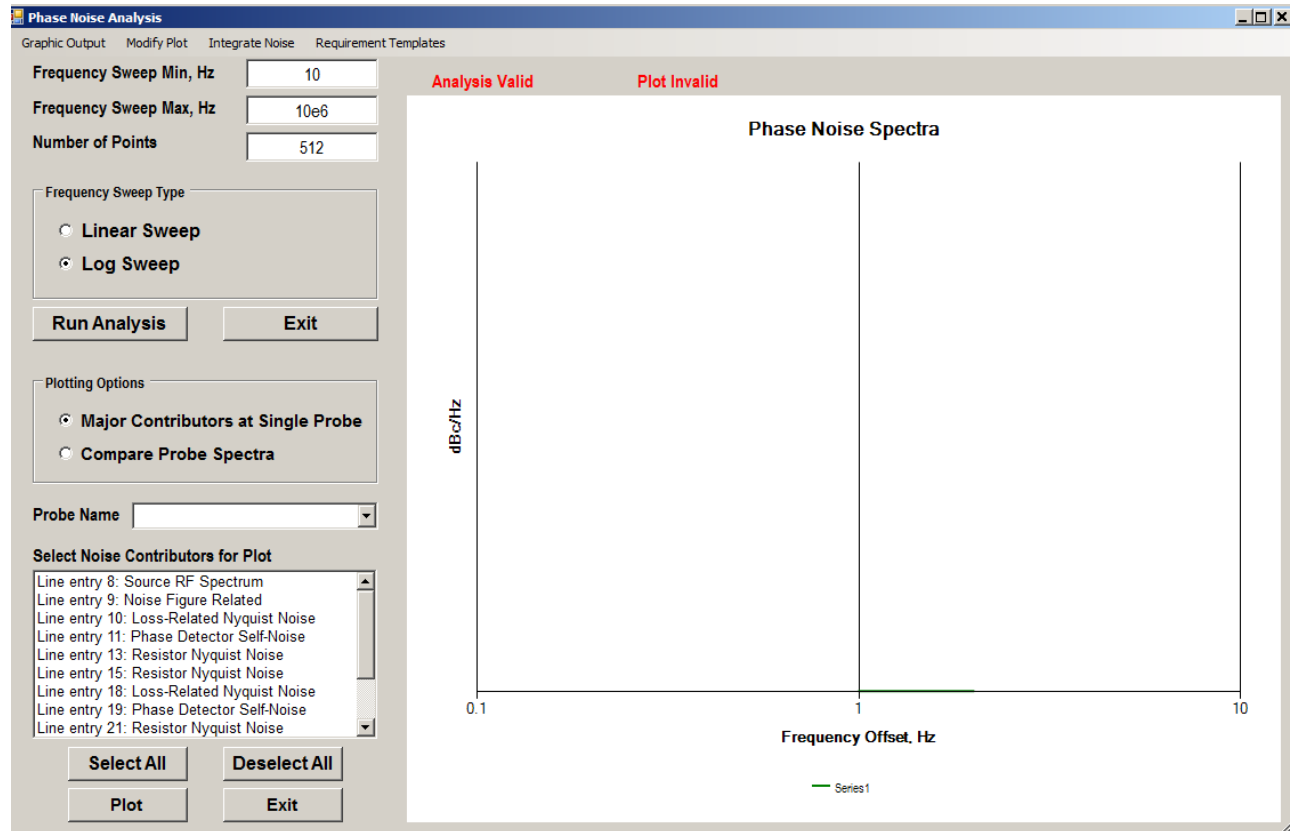 Phase Noise Analysis
Graphic Output Modify Plot Integrate Noise Requirement Templates
Frequency Sweep Min, Hz 10
Frequency Sweep Max, Hz 10e6
Number of Points 512
Frequency Sweep Type
Linear Sweep
Log Sweep
Run Analysis Exit
Plotting Options
Major Contributors at Single Probe
Compare Probe Spectra
Probe Name
Select Noise Contributors for Plot
Line entry 8: Source RF Spectrum
Line entry 9: Noise Figure Related
Line entry 10: Loss-Related Nyquist Noise
Line entry 11: Phase Detector Self-Noise
Line entry 13: Resistor Nyquist Noise
Line entry 15: Resistor Nyquist Noise
Line entry 18: Loss-Related Nyquist Noise
Line entry 19: Phase Detector Self-Noise
Line entry 21: Resistor Nyquist Noise
Select All Deselect All
Plot Exit
Analysis Valid Plot Invalid
Phase Noise Spectra
dBc/Hz
0.1 1 10
Frequency Offset, Hz
Series1